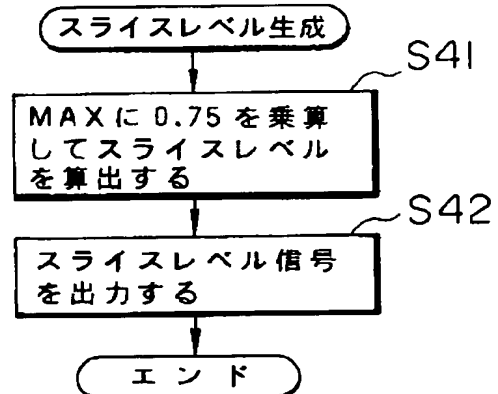 スライスレベル生成
S41
MAXに0.75を乗算
してスライスレベル
を算出する
S42
スライスレベル信号
を出力する
エンド